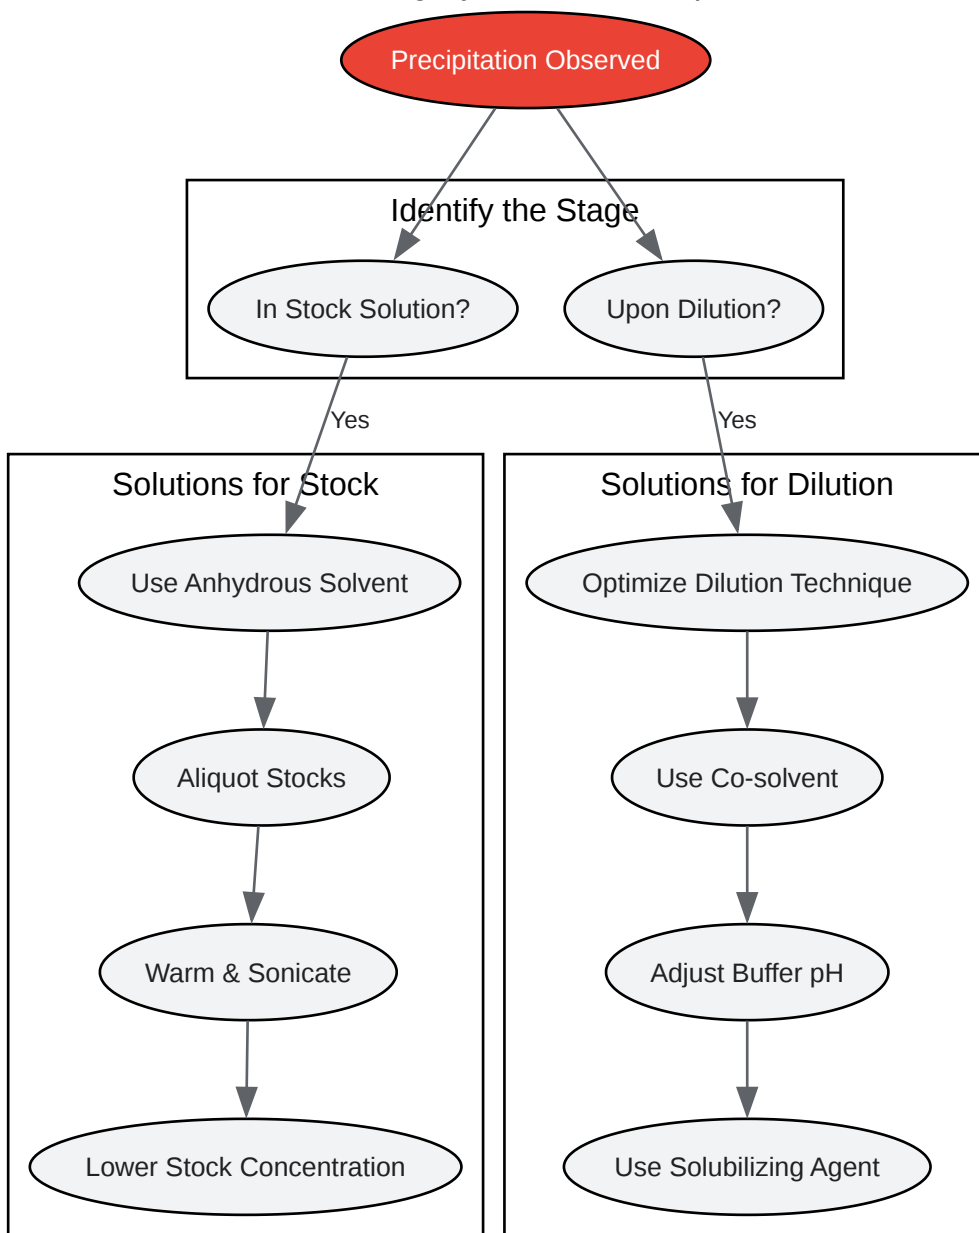 Precipitation Observed
Identify the Stage
In Stock Solution?
Upon Dilution?
Yes
Yes
Solutions for Stock
Solutions for Dilution
Use Anhydrous Solvent
Optimize Dilution Technique
Aliquot Stocks
Use Co-solvent
Warm & Sonicate
Adjust Buffer pH
Lower Stock Concentration
Use Solubilizing Agent